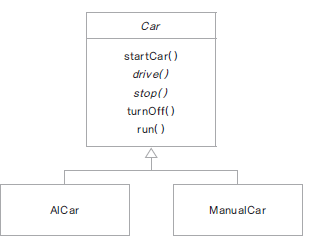 Car
startCar()
drive()
stop()
turnOff()
run()
AICar
ManualCar